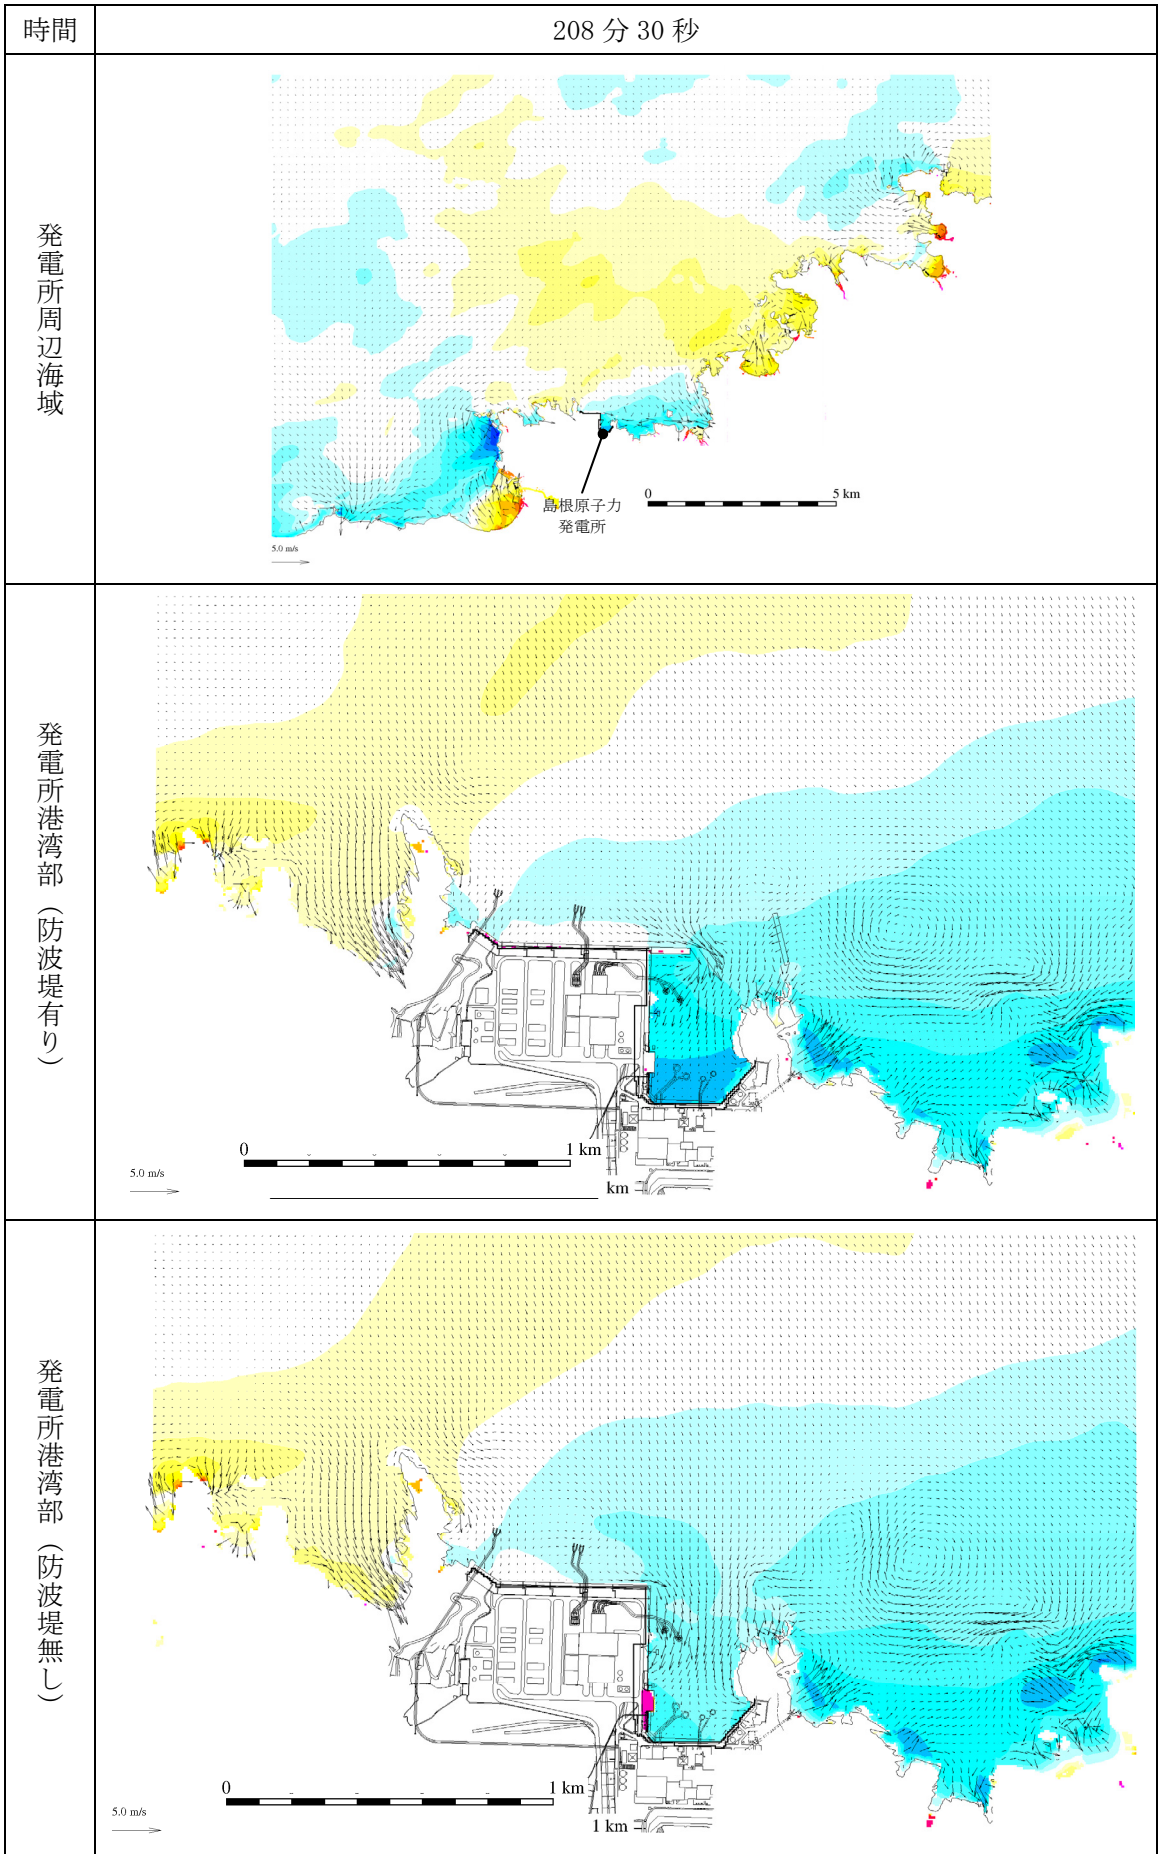 時間
208 分 30 秒
発電所周辺海域
島根原子力
発電所
0 5 km
5.0 m/s
発電所港湾部（防波堤有り）
0 1 km
5.0 m/s
km
発電所港湾部（防波堤無し）
0 1 km
5.0 m/s
1 km